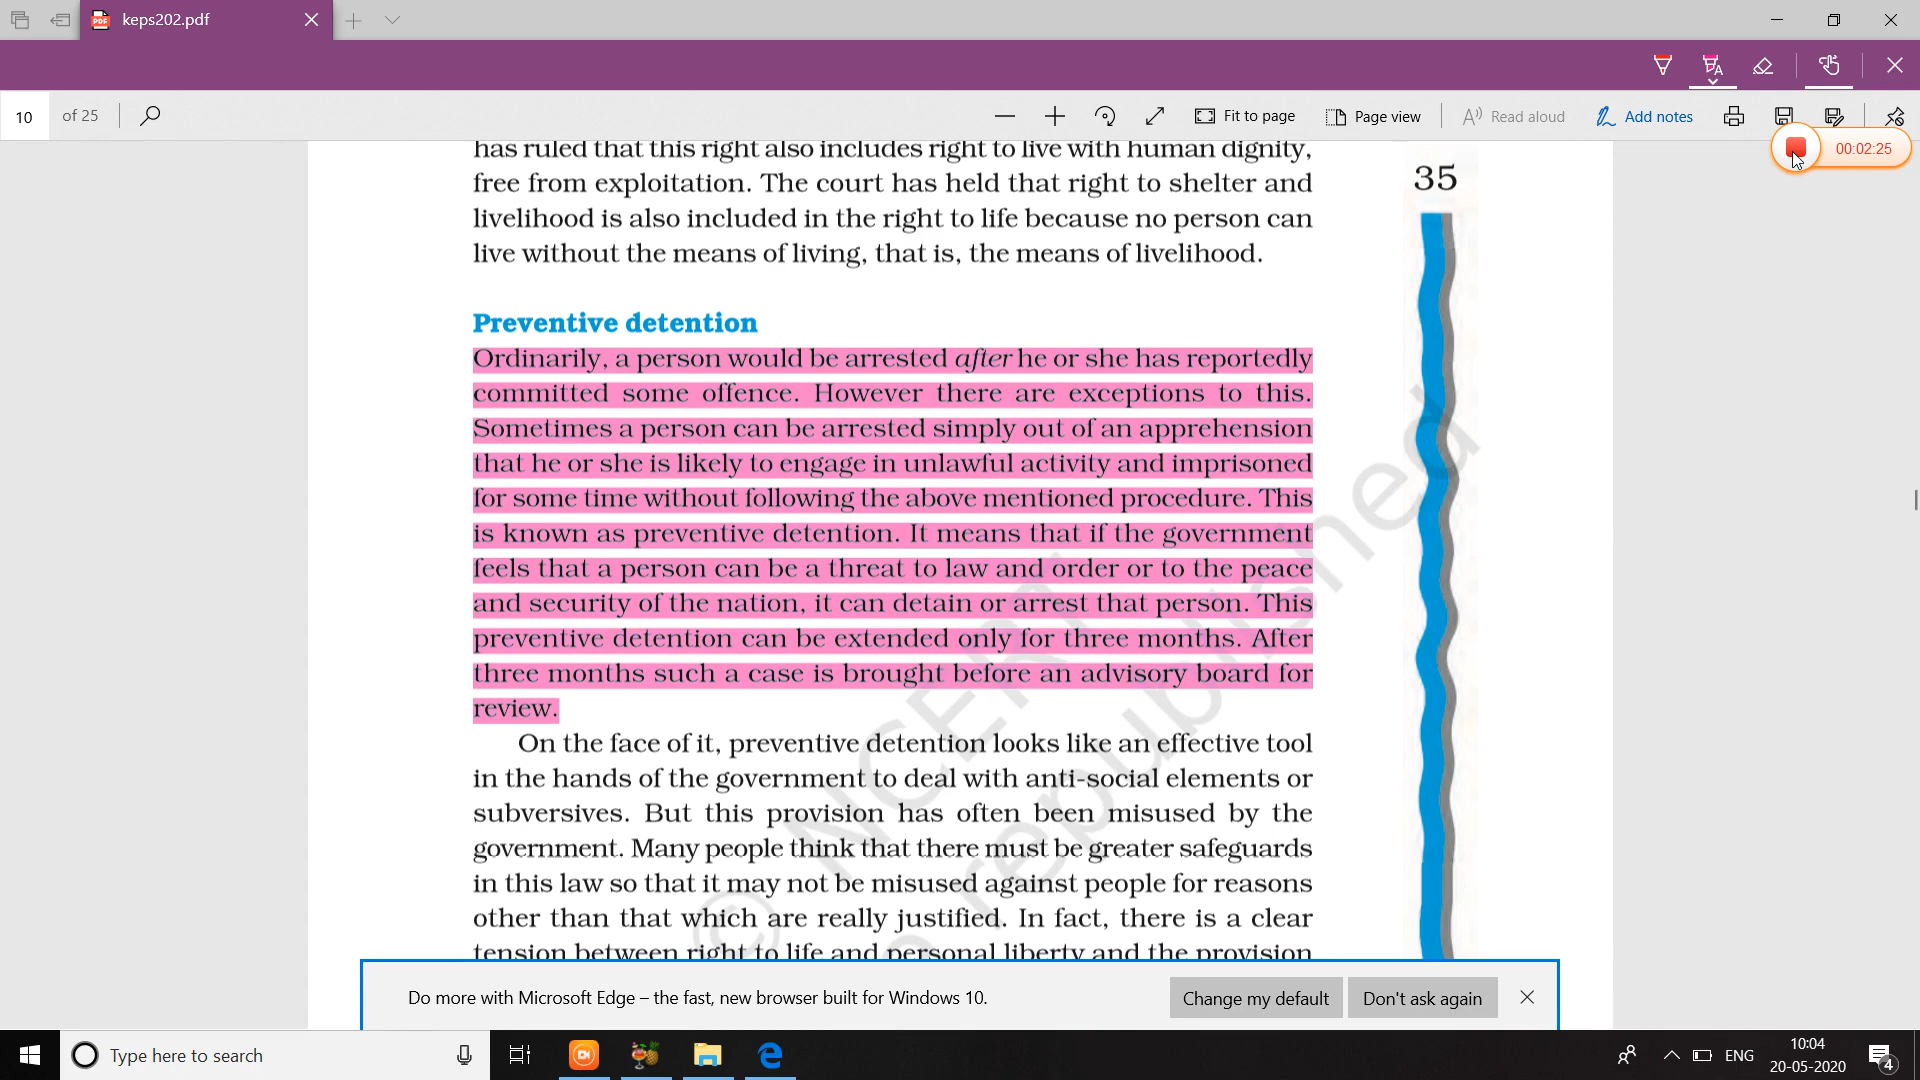 keps202.pdf
10 of 25
Fit to page
Page view
Read aloud
Add notes
00:02:25
has ruled that this right also includes right to live with human dignity,
free from exploitation. The court has held that right to shelter and
livelihood is also included in the right to life because no person can
live without the means of living, that is, the means of livelihood.
35
Preventive detention
Ordinarily, a person would be arrested after he or she has reportedly
committed some offence. However there are exceptions to this.
Sometimes a person can be arrested simply out of an apprehension
that he or she is likely to engage in unlawful activity and imprisoned
for some time without following the above mentioned procedure. This
is known as preventive detention. It means that if the government
feels that a person can be a threat to law and order or to the peace
and security of the nation, it can detain or arrest that person. This
preventive detention can be extended only for three months. After
three months such a case is brought before an advisory board for
review.
On the face of it, preventive detention looks like an effective tool
in the hands of the government to deal with anti-social elements or
subversives. But this provision has often been misused by the
government. Many people think that there must be greater safeguards
in this law so that it may not be misused against people for reasons
other than that which are really justified. In fact, there is a clear
tension between right to life and personal liberty and the provision
© NCERT
republished
Do more with Microsoft Edge – the fast, new browser built for Windows 10.
Change my default
Don't ask again
Type here to search
ENG
10:04
20-05-2020
4